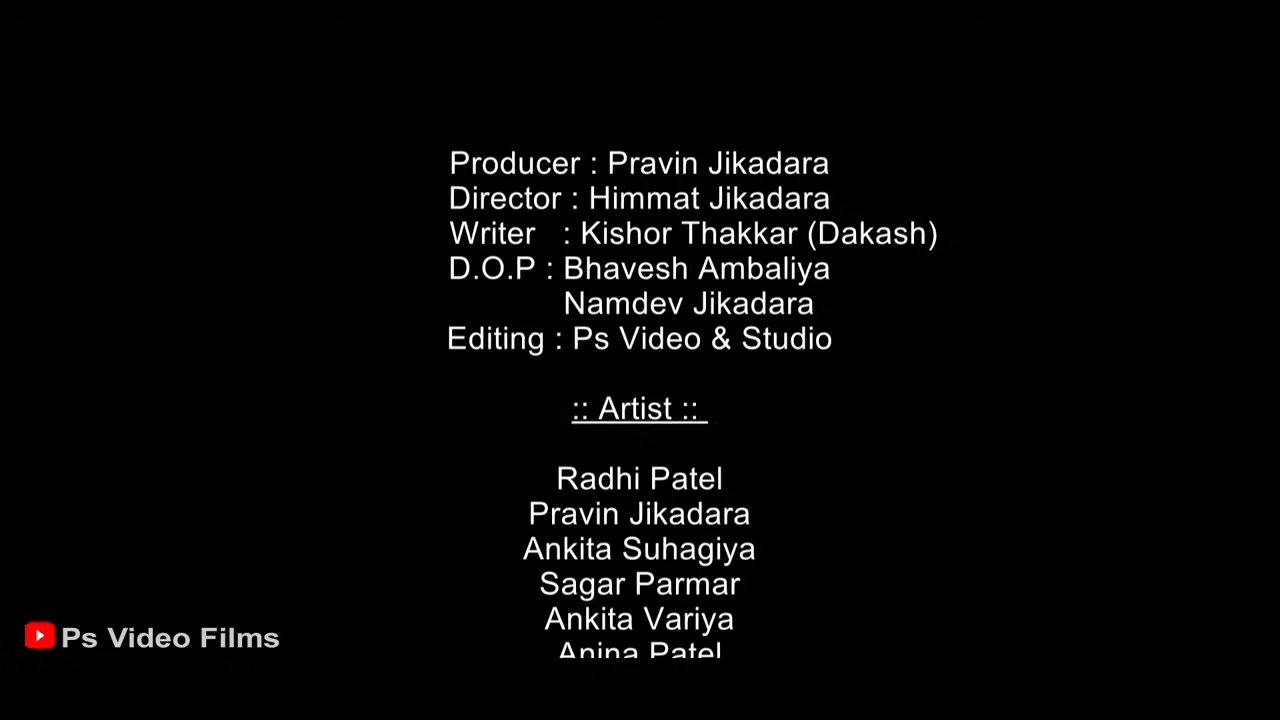 Producer : Pravin Jikadara
Director : Himmat Jikadara
Writer : Kishor Thakkar (Dakash)
D.O.P : Bhavesh Ambaliya
Namdev Jikadara
Editing : Ps Video & Studio
:: Artist ::
Radhi Patel
Pravin Jikadara
Ankita Suhagiya
Sagar Parmar
Ankita Variya
Patel
Ps Video Films